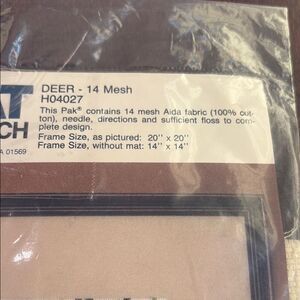 DEER - 14 Mesh
H04027
This Pak® contains 14 mesh Aida fabric (100% cot-
ton), needle, directions and sufficient floss to com-
plete design.
Frame Size, as pictured: 20" x 20"
Frame Size, without mat: 14" x 14"
AT
CH
A 01569